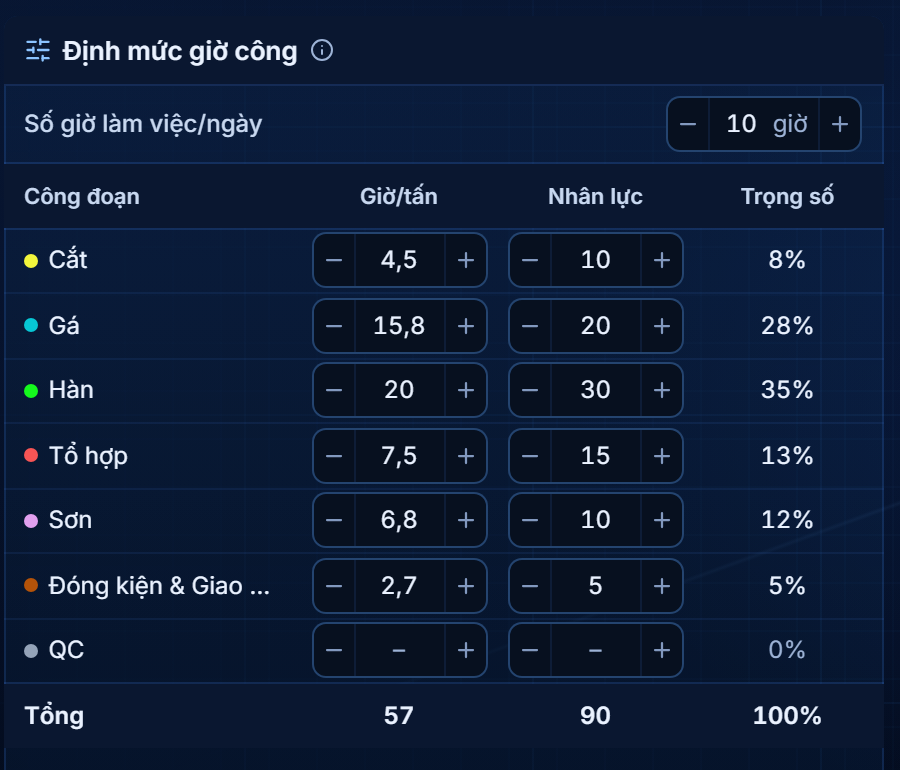 Định mức giờ công
Số giờ làm việc/ngày − 10 giờ +
Công đoạn Giờ/tấn Nhân lực Trọng số
Cắt − 4,5 + − 10 + 8%
Gá − 15,8 + − 20 + 28%
Hàn − 20 + − 30 + 35%
Tổ hợp − 7,5 + − 15 + 13%
Sơn − 6,8 + − 10 + 12%
Đóng kiện & Giao ... − 2,7 + − 5 + 5%
QC − – + − – + 0%
Tổng 57 90 100%